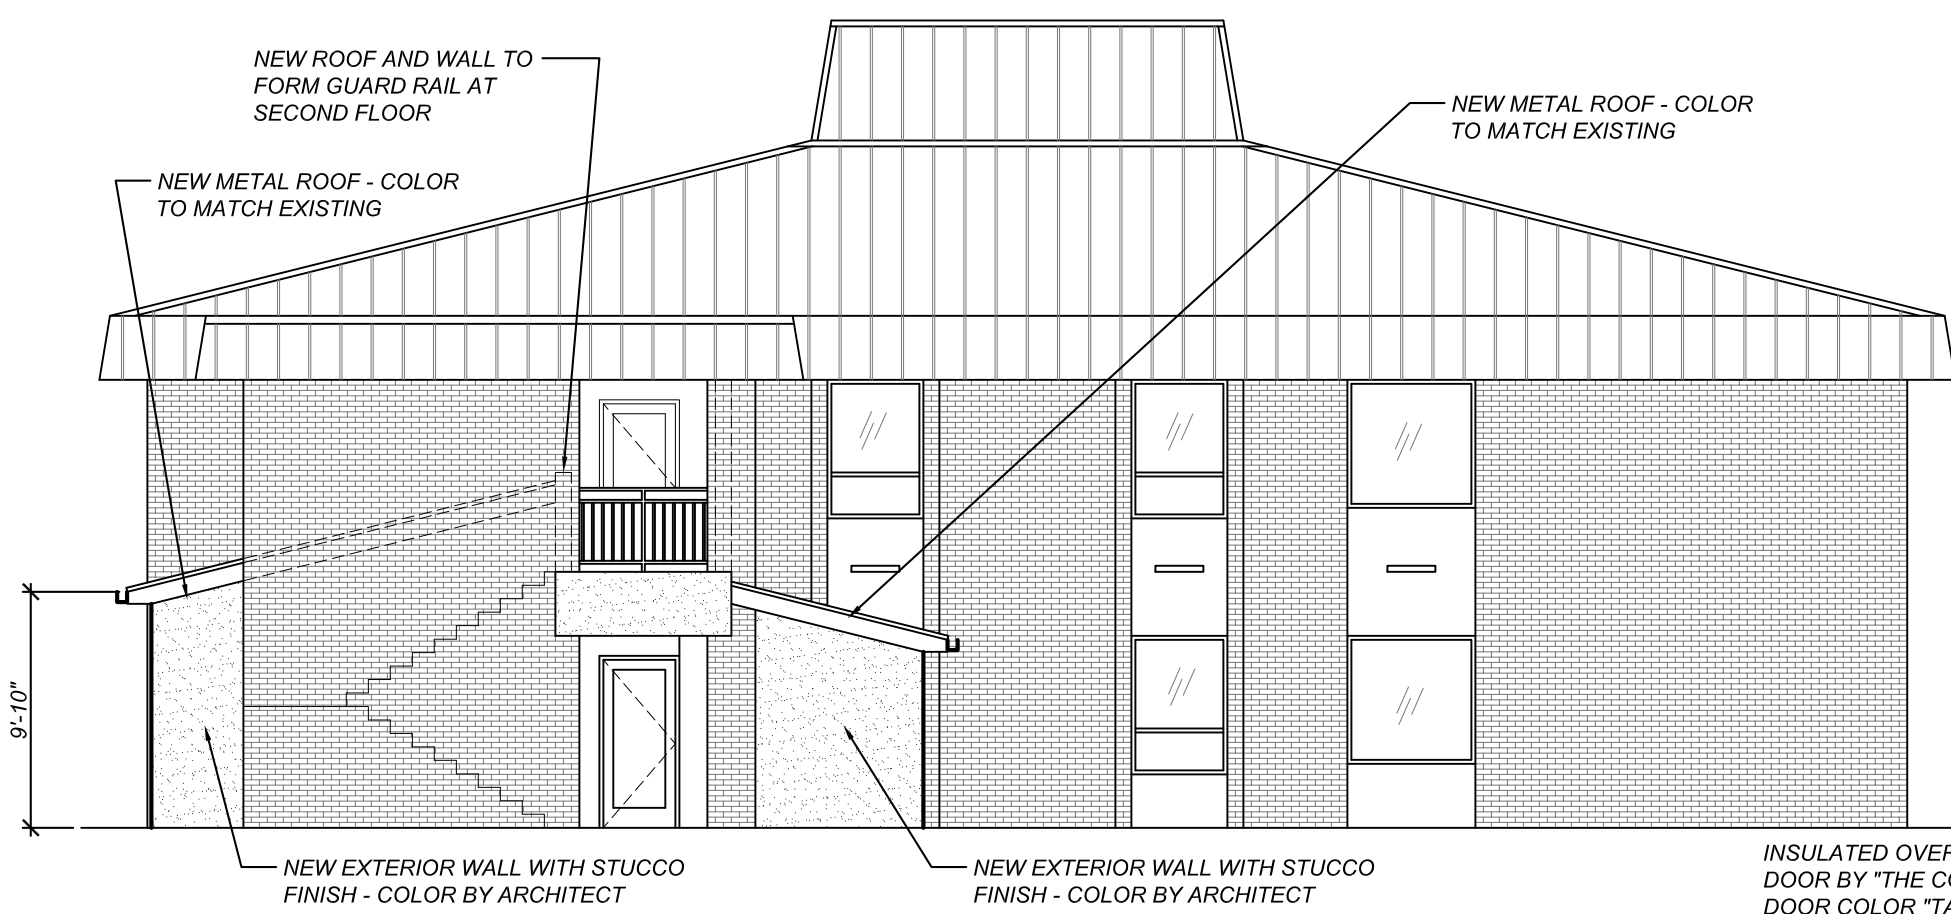 NEW ROOF AND WALL TO
FORM GUARD RAIL AT
SECOND FLOOR
NEW METAL ROOF - COLOR
TO MATCH EXISTING
NEW METAL ROOF - COLOR
TO MATCH EXISTING
9'-10"
NEW EXTERIOR WALL WITH STUCCO
FINISH - COLOR BY ARCHITECT
NEW EXTERIOR WALL WITH STUCCO
FINISH - COLOR BY ARCHITECT
INSULATED
DOOR BY "THE
DOOR COLOR